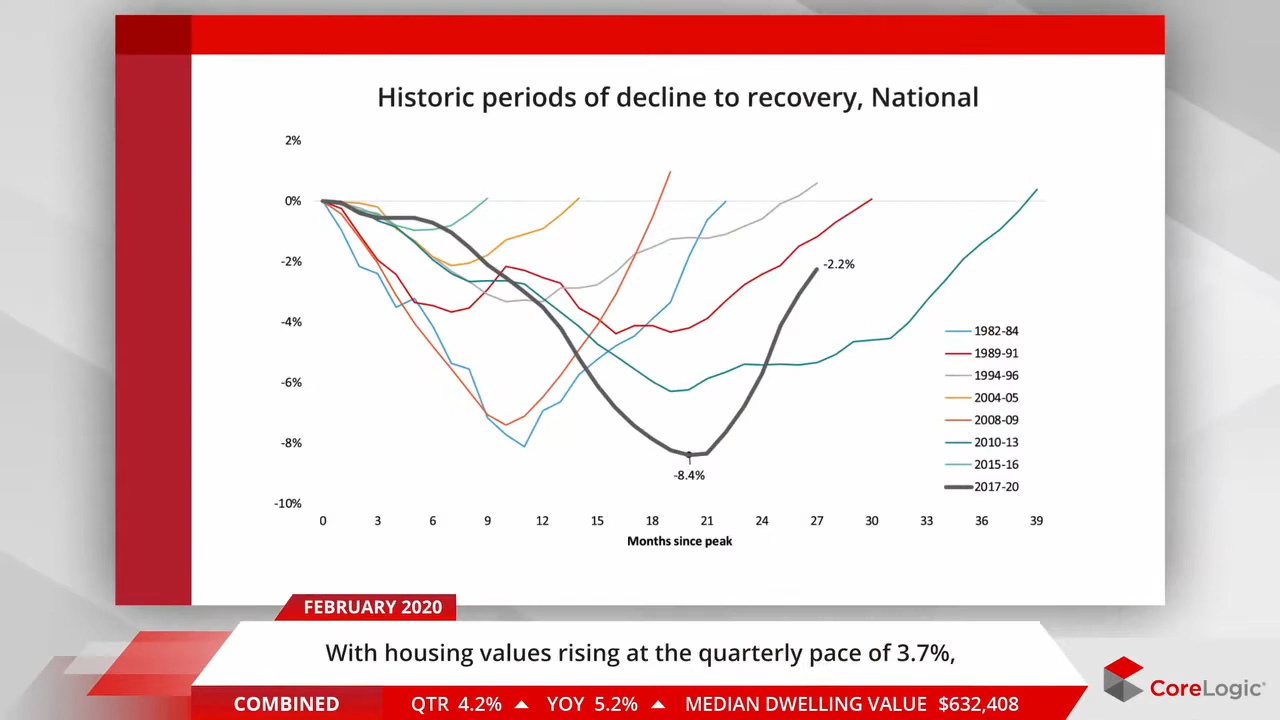 Historic periods of decline to recovery, National
2%
0%
-2%
-4%
-6%
-8%
-10%
-2.2%
-8.4%
1982-84
1989-91
1994-96
2004-05
2008-09
2010-13
2015-16
2017-20
0 3 6 9 12 15 18 21 24 27 30 33 36 39
Months since peak
FEBRUARY 2020
With housing values rising at the quarterly pace of 3.7%,
COMBINED QTR 4.2% YOY 5.2% MEDIAN DWELLING VALUE $632,408
CoreLogic®